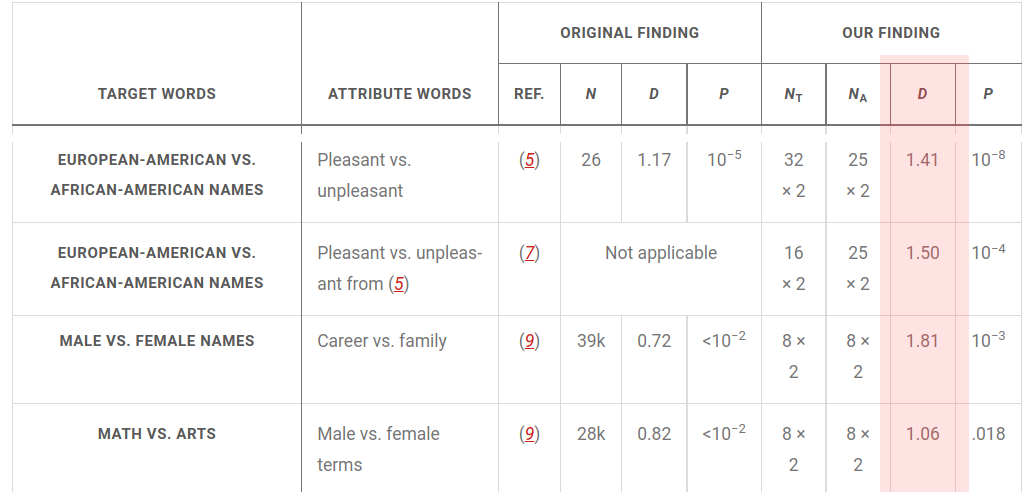 ORIGINAL FINDING OUR FINDING
TARGET WORDS ATTRIBUTE WORDS REF. N D P N_T N_A D P
EUROPEAN-AMERICAN VS. Pleasant vs. (5) 26 1.17 10⁻⁵ 32 25 1.41 10⁻⁸
AFRICAN-AMERICAN NAMES unpleasant × 2 × 2
EUROPEAN-AMERICAN VS. Pleasant vs. unpleas- (7) Not applicable 16 25 1.50 10⁻⁴
AFRICAN-AMERICAN NAMES ant from (5) × 2 × 2
MALE VS. FEMALE NAMES Career vs. family (9) 39k 0.72 <10⁻² 8 × 8 × 1.81 10⁻³
2 2
MATH VS. ARTS Male vs. female (9) 28k 0.82 <10⁻² 8 × 8 × 1.06 .018
terms 2 2